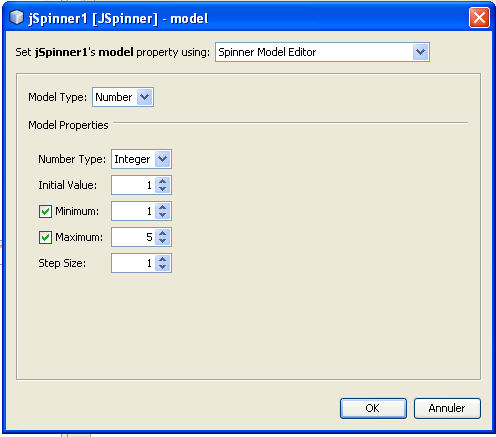 jSpinner1 [JSpinner] - model
Set jSpinner1's model property using: Spinner Model Editor
Model Type: Number
Model Properties
Number Type: Integer
Initial Value: 1
Minimum: 1
Maximum: 5
Step Size: 1
OK Annuler